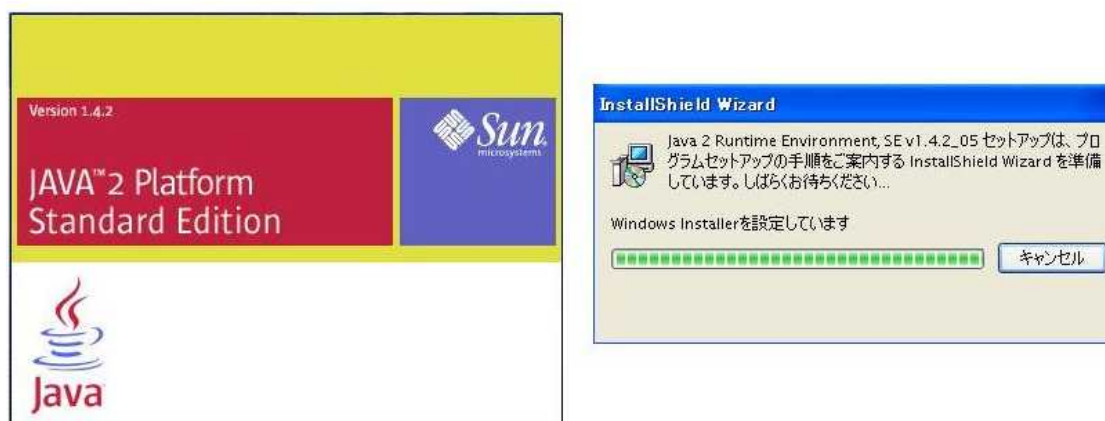 Version 1.4.2
JAVA™2 Platform
Standard Edition
Sun
microsystems
Java
InstallShield Wizard
Java 2 Runtime Environment, SE v1.4.2_05 セットアップは、プロ
グラムセットアップの手順をご案内する InstallShield Wizard を準備
しています。しばらくお待ちください...
Windows Installerを設定しています
キャンセル